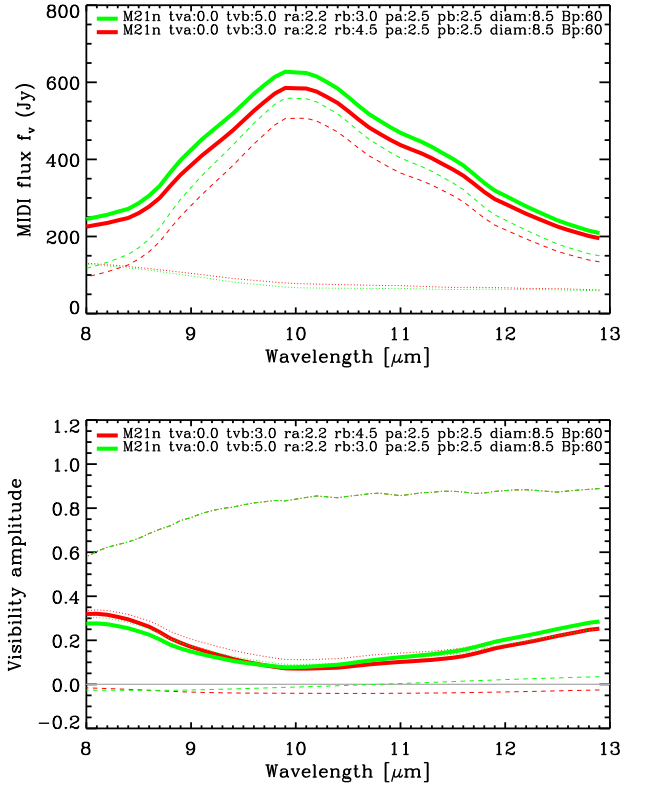 800
M21n tva:0.0 tvb:5.0 ra:2.2 rb:3.0 pa:2.5 pb:2.5 diam:8.5 Bp:60
M21n tva:0.0 tvb:3.0 ra:2.2 rb:4.5 pa:2.5 pb:2.5 diam:8.5 Bp:60
600
400
200
0
MIDI flux fν (Jy)
8 9 10 11 12 13
Wavelength [μm]
1.2
M21n tva:0.0 tvb:3.0 ra:2.2 rb:4.5 pa:2.5 pb:2.5 diam:8.5 Bp:60
M21n tva:0.0 tvb:5.0 ra:2.2 rb:3.0 pa:2.5 pb:2.5 diam:8.5 Bp:60
1.0
0.8
0.6
0.4
0.2
0.0
−0.2
Visibility amplitude
8 9 10 11 12 13
Wavelength [μm]